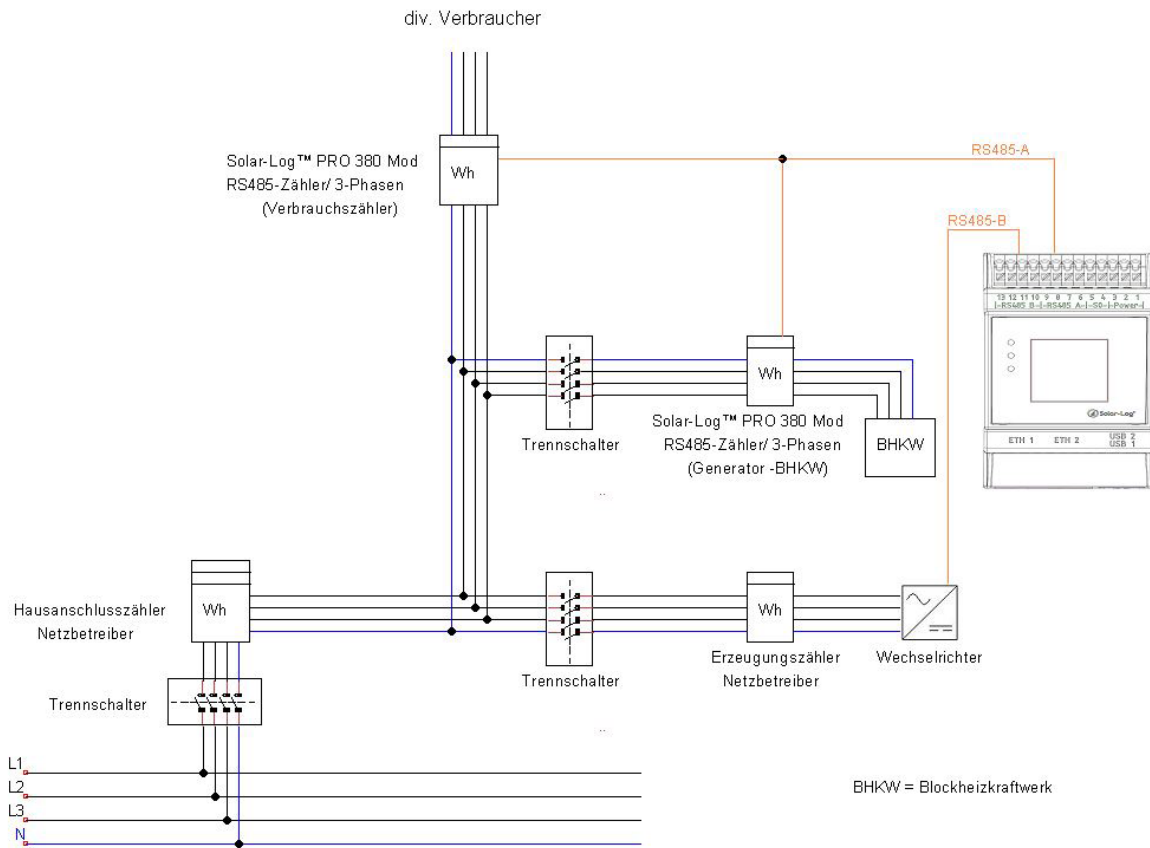 div. Verbraucher
Solar-Log™ PRO 380 Mod
RS485-Zähler/ 3-Phasen
(Verbrauchszähler)
Wh
RS485-A
RS485-B
13 12 11 10 9 8 7 6 5 4 3 2 1
|-RS485 B-|-RS485 A-|-S0-|-Power-|
Solar-Log™
ETH 1 ETH 2 USB 2
USB 1
Wh
Trennschalter
Solar-Log™ PRO 380 Mod
RS485-Zähler/ 3-Phasen
(Generator -BHKW)
BHKW
..
Hausanschlusszähler
Netzbetreiber
Wh
Trennschalter
Wh
Erzeugungszähler
Netzbetreiber
Wechselrichter
Trennschalter
..
L1
L2
L3
N
BHKW = Blockheizkraftwerk